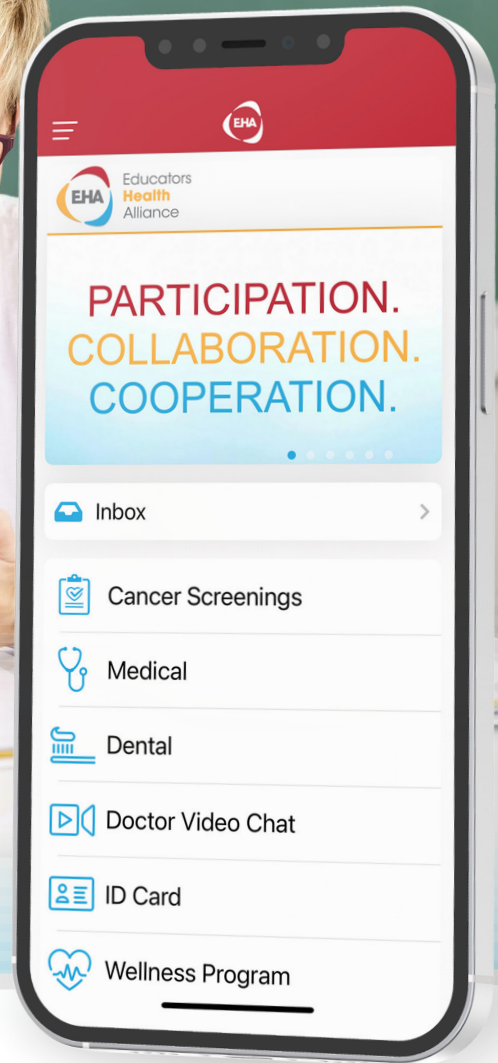 EHA
EHA
Educators
Health
Alliance
PARTICIPATION.
COLLABORATION.
COOPERATION.
Inbox
Cancer Screenings
Medical
Dental
Doctor Video Chat
ID Card
Wellness Program